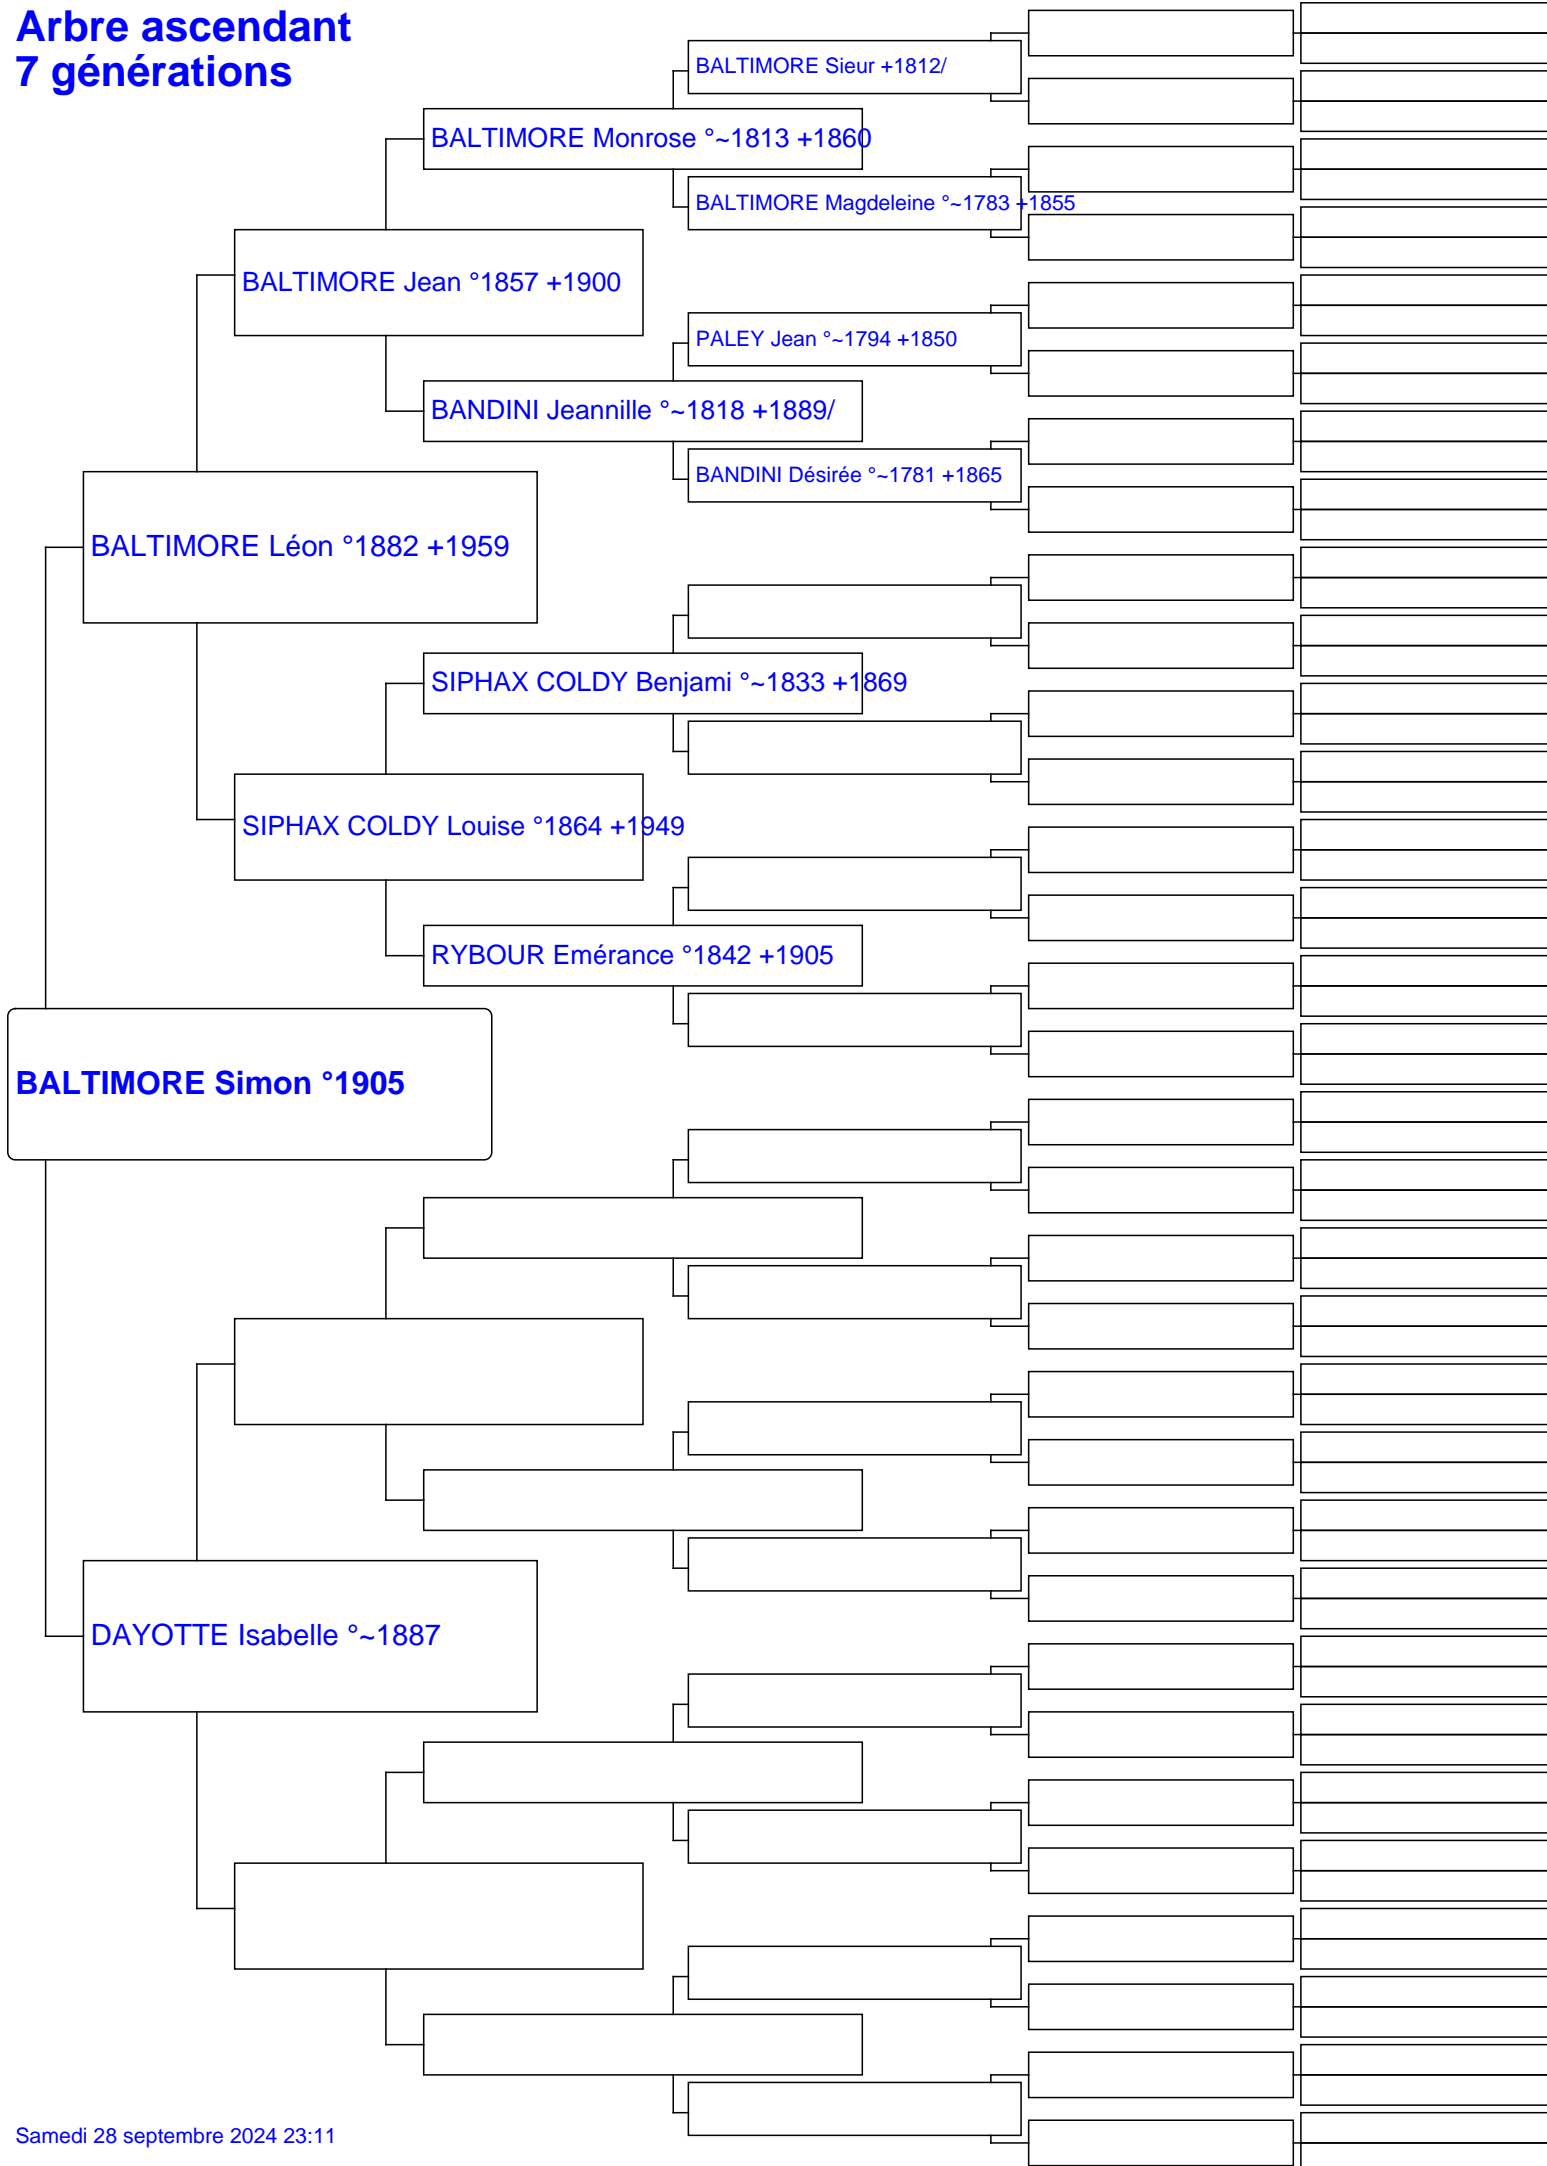 Arbre ascendant
7 générations
BALTIMORE Sieur +1812/
BALTIMORE Monrose °~1813 +1860
BALTIMORE Magdeleine °~1783 +1855
BALTIMORE Jean °1857 +1900
PALEY Jean °~1794 +1850
BANDINI Jeannille °~1818 +1889/
BANDINI Désirée °~1781 +1865
BALTIMORE Léon °1882 +1959
SIPHAX COLDY Benjami °~1833 +1869
SIPHAX COLDY Louise °1864 +1949
RYBOUR Emérance °1842 +1905
BALTIMORE Simon °1905
DAYOTTE Isabelle °~1887
Samedi 28 septembre 2024 23:11